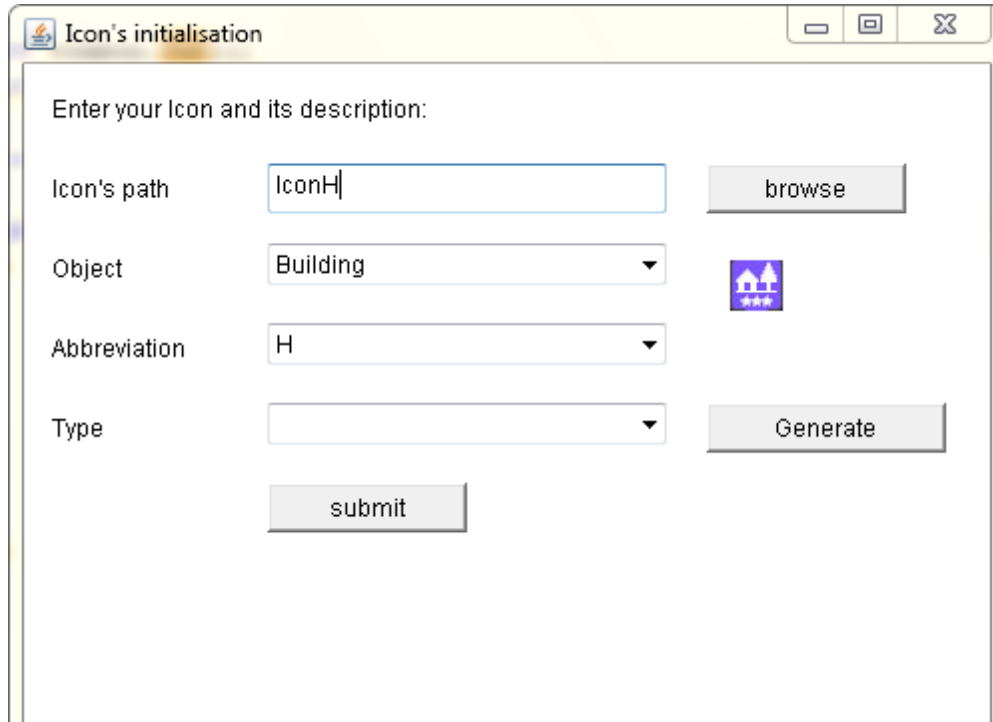 Icon's initialisation
Enter your Icon and its description:
Icon's path IconH browse
Object Building
Abbreviation H
Type Generate
submit